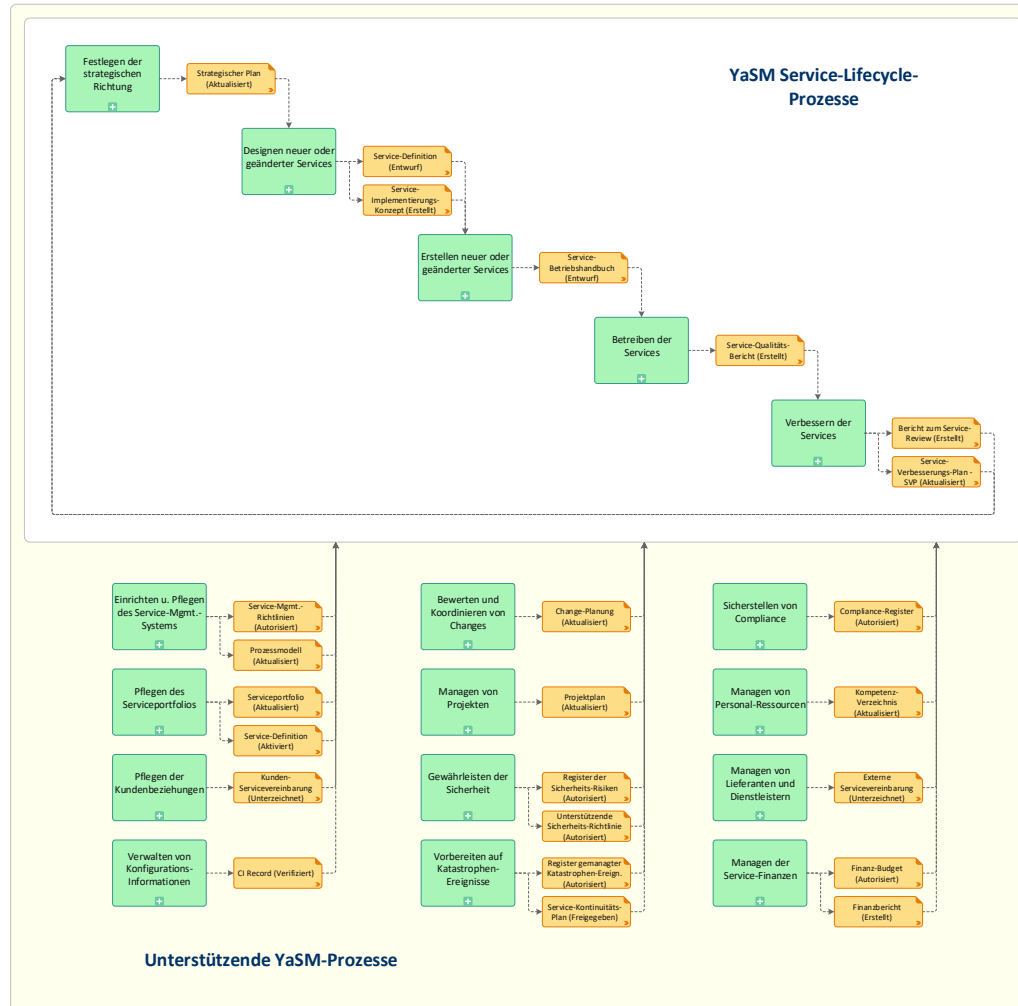 Festlegen der
strategischen
Richtung
Strategischer Plan
(Aktualisiert)
YaSM Service-Lifecycle-
Prozesse
Designen neuer oder
geänderter Services
Service-Definition
(Entwurf)
Service-
Implementierungs-
Konzept (Erstellt)
Erstellen neuer oder
geänderter Services
Service-
Betriebshandbuch
(Entwurf)
Betreiben der
Services
Service-Qualitäts-
Bericht (Erstellt)
Verbessern der
Services
Bericht zum Service-
Review (Erstellt)
Service-
Verbesserungs-Plan -
SVP (Aktualisiert)
Einrichten u. Pflegen
des Service-Mgmt.-
Systems
Service-Mgmt.-
Richtlinien
(Autorisiert)
Prozessmodell
(Aktualisiert)
Pflegen des
Serviceportfolios
Serviceportfolio
(Aktualisiert)
Service-Definition
(Aktiviert)
Pflegen der
Kundenbeziehungen
Kunden-
Servicevereinbarung
(Unterzeichnet)
Verwalten von
Konfigurations-
Informationen
CI Record (Verifiziert)
Bewerten und
Koordinieren von
Changes
Change-Planung
(Aktualisiert)
Managen von
Projekten
Projektplan
(Aktualisiert)
Gewährleisten der
Sicherheit
Register der
Sicherheits-Risiken
(Autorisiert)
Unterstützende
Sicherheits-Richtlinie
(Autorisiert)
Vorbereiten auf
Katastrophen-
Ereignisse
Register gemanagter
Katastrophen-Ereign.
(Autorisiert)
Service-Kontinuitäts-
Plan (Freigegeben)
Sicherstellen von
Compliance
Compliance-Register
(Autorisiert)
Managen von
Personal-Ressourcen
Kompetenz-
Verzeichnis
(Aktualisiert)
Managen von
Lieferanten und
Dienstleistern
Externe
Servicevereinbarung
(Unterzeichnet)
Managen der
Service-Finanzen
Finanz-Budget
(Autorisiert)
Finanzbericht
(Erstellt)
Unterstützende YaSM-Prozesse